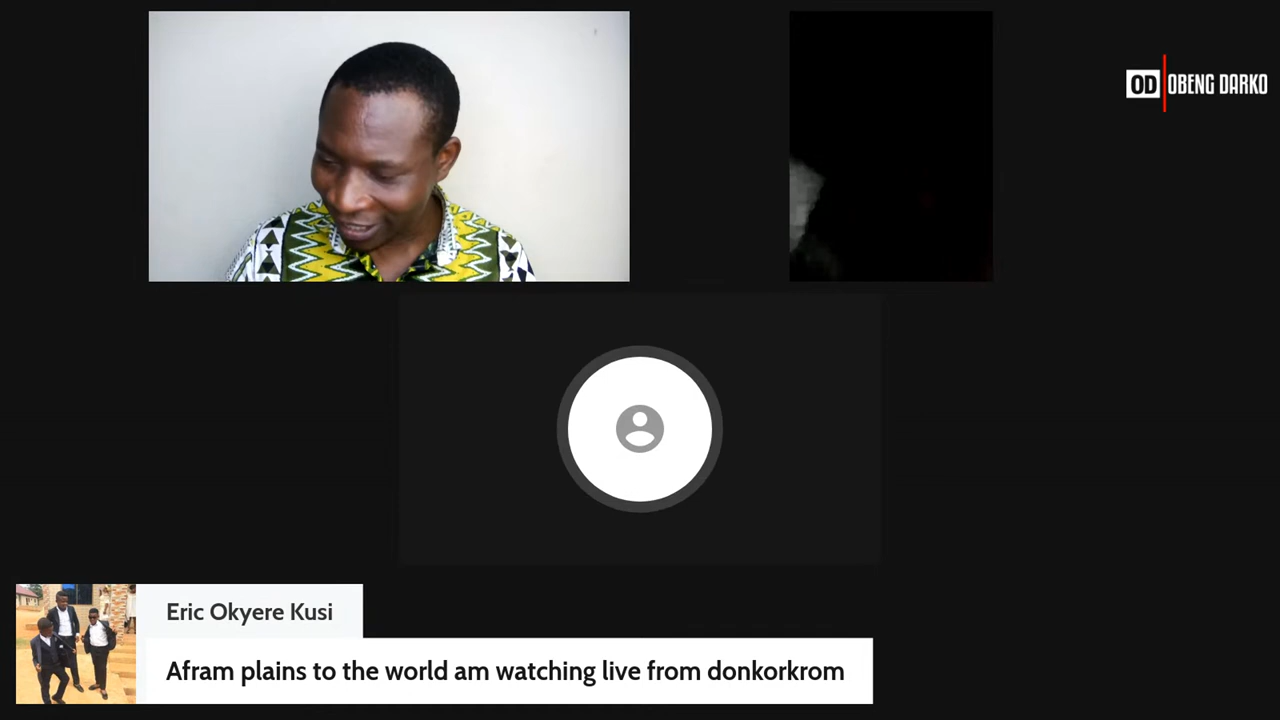 OD OBENG DARKO
Eric Okyere Kusi
Afram plains to the world am watching live from donkorkrom